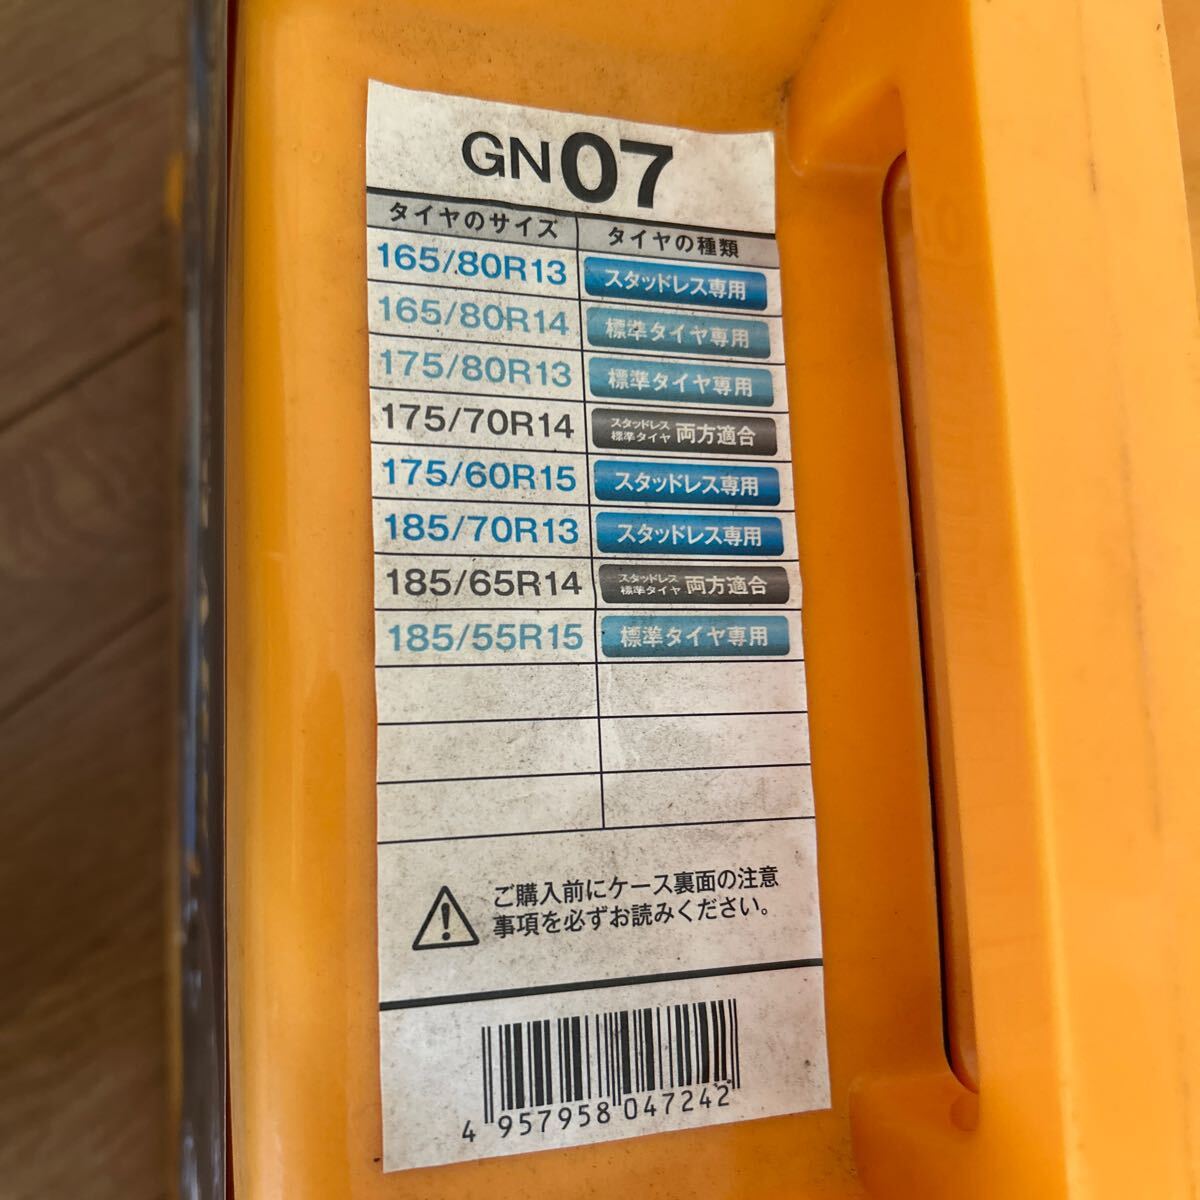 GN07
タイヤのサイズ タイヤの種類
165/80R13 スタッドレス専用
165/80R14 標準タイヤ専用
175/80R13 標準タイヤ専用
175/70R14 スタッドレス 標準タイヤ 両方適合
175/60R15 スタッドレス専用
185/70R13 スタッドレス専用
185/65R14 スタッドレス 標準タイヤ 両方適合
185/55R15 標準タイヤ専用
ご購入前にケース裏面の注意
事項を必ずお読みください。
4 957958 047242